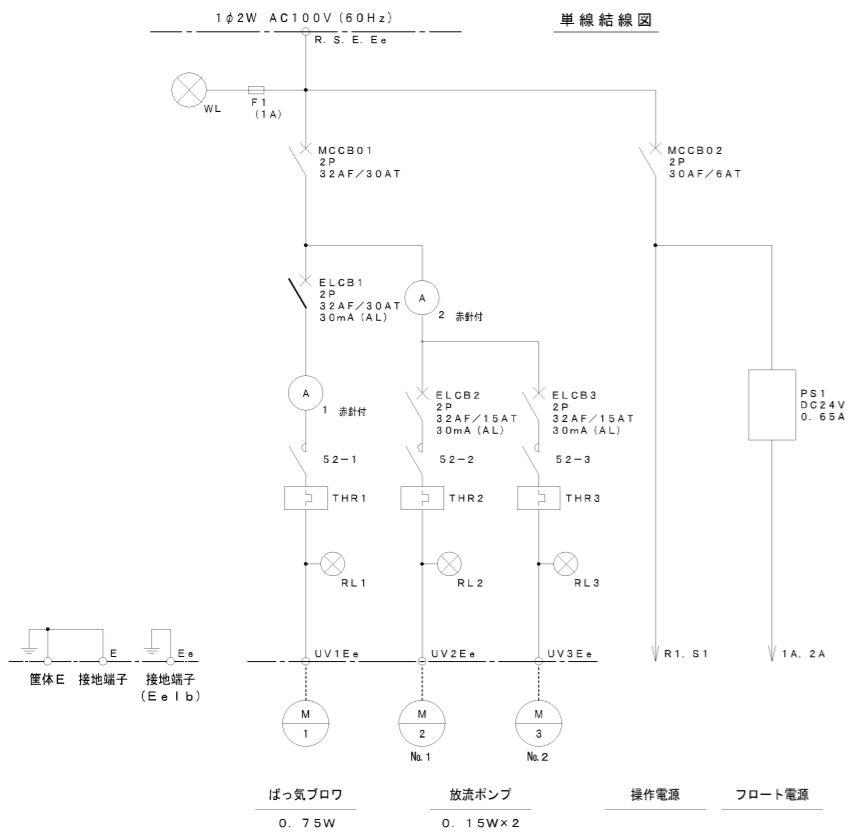 1φ2W AC100V(60Hz)
単線結線図
R. S. E. Ee
WL
F1
(1A)
MCCB01
2P
32AF/30AT
MCCB02
2P
30AF/6AT
ELCB1
2P
32AF/30AT
30mA(AL)
A
2 赤針付
A
1 赤針付
ELCB2
2P
32AF/15AT
30mA(AL)
ELCB3
2P
32AF/15AT
30mA(AL)
PS1
DC24V
0. 65A
52-1
52-2
52-3
THR1
THR2
THR3
RL1
RL2
RL3
E
Ee
UV1Ee
UV2Ee
UV3Ee
R1. S1
1A. 2A
筐体E
接地端子
接地端子
(Eelb)
M
1
M
2
M
3
No.1
No.2
ばっ気ブロワ
放流ポンプ
操作電源
フロート電源
0. 75W
0. 15W×2